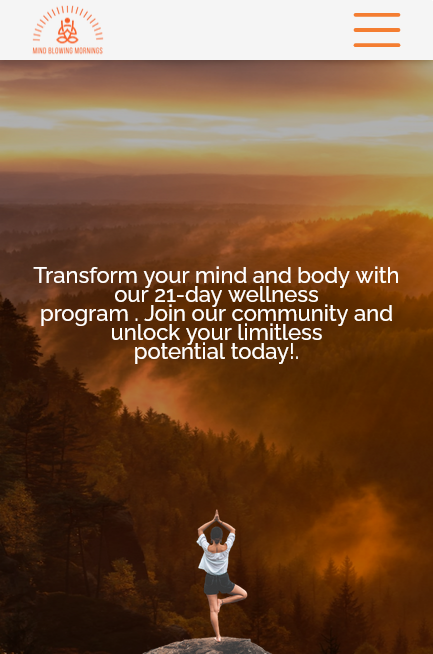 MIND BLOWING MORNINGS
Transform your mind and body with
our 21-day wellness
program . Join our community and
unlock your limitless
potential today!.